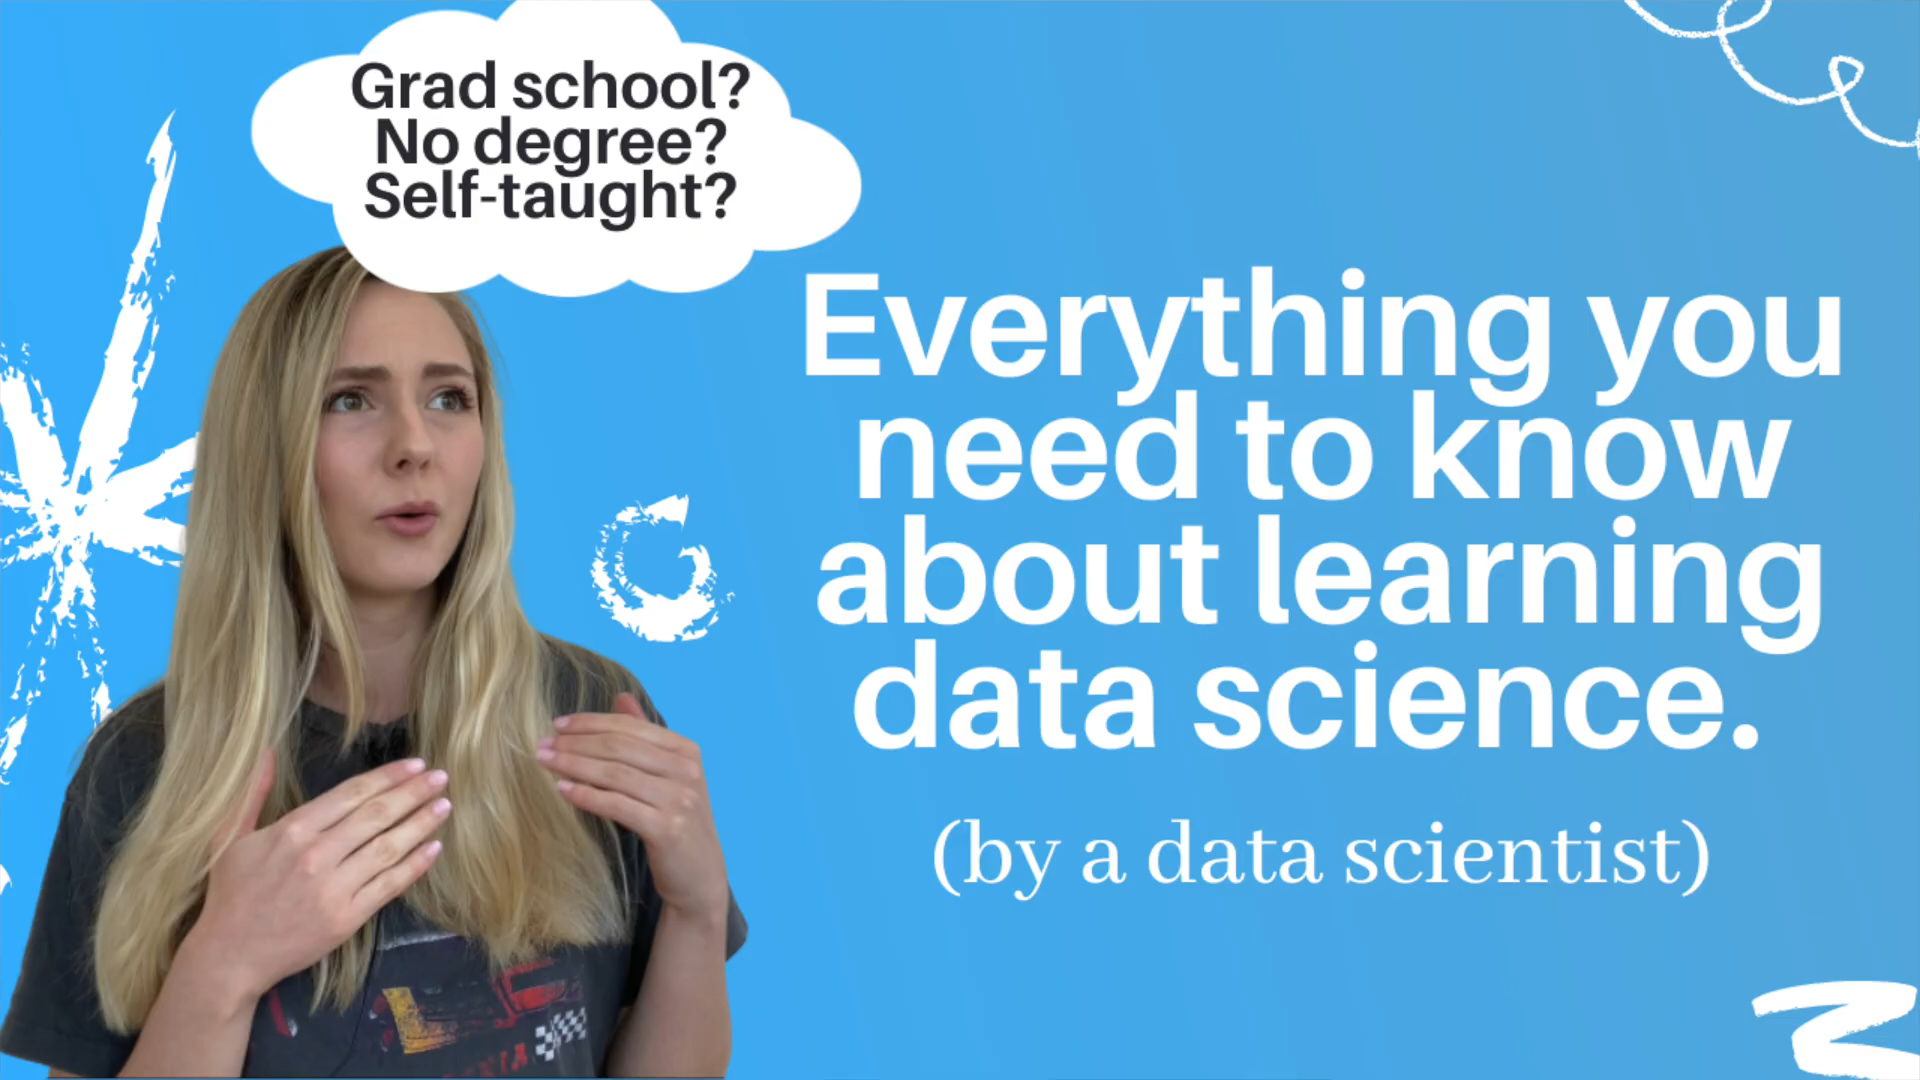 Grad school?
No degree?
Self-taught?
Everything you
need to know
about learning
data science.
(by a data scientist)